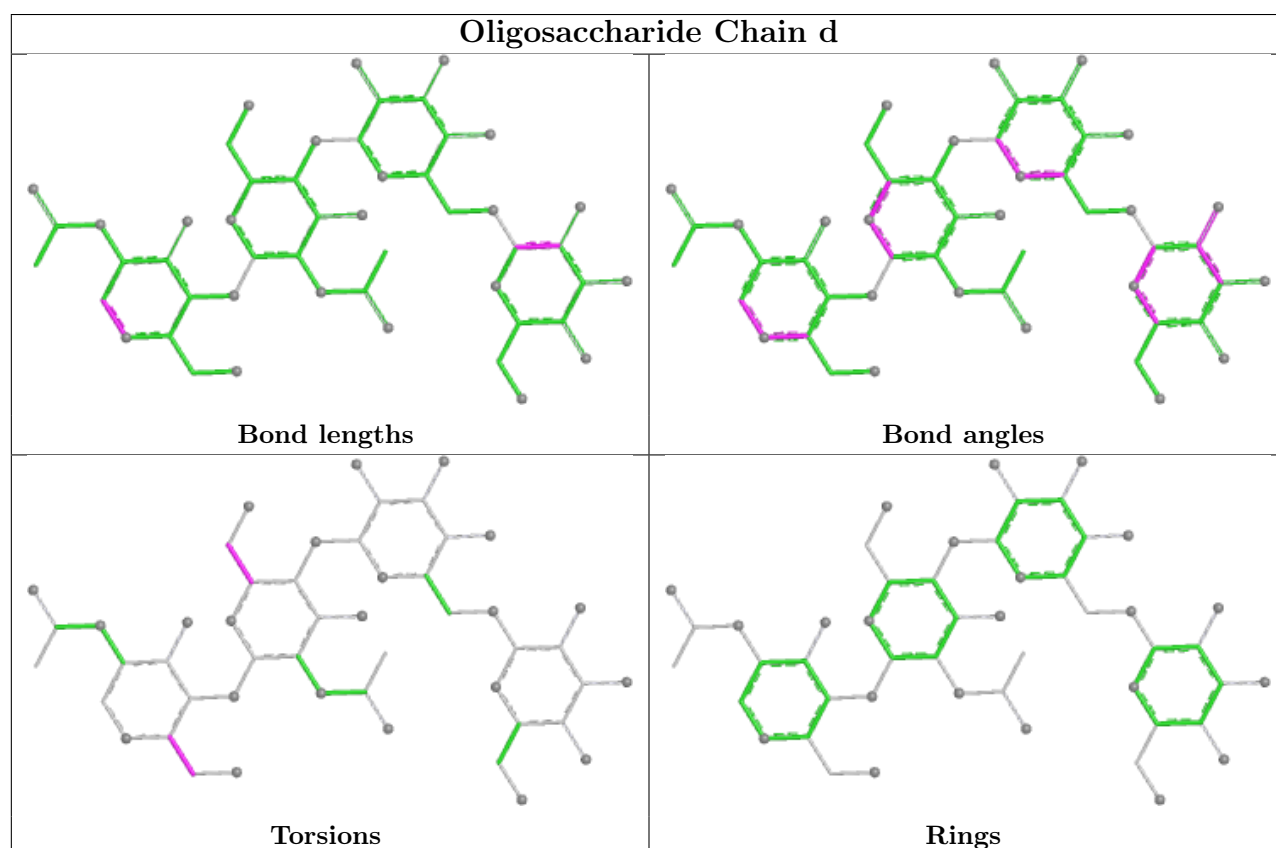 Oligosaccharide Chain d
Bond lengths
Bond angles
Torsions
Rings